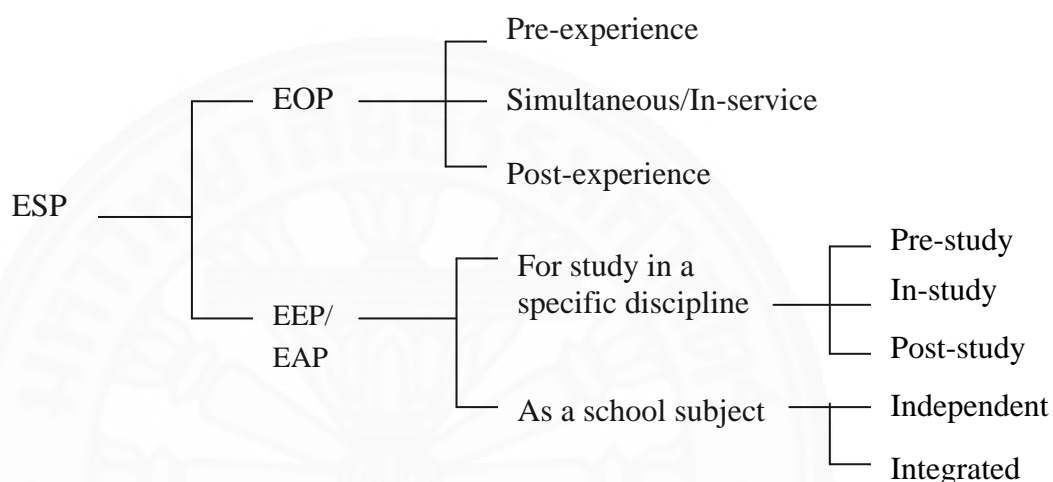 ESP
EOP
Pre-experience
Simultaneous/In-service
Post-experience
EEP/
EAP
For study in a
specific discipline
Pre-study
In-study
Post-study
As a school subject
Independent
Integrated